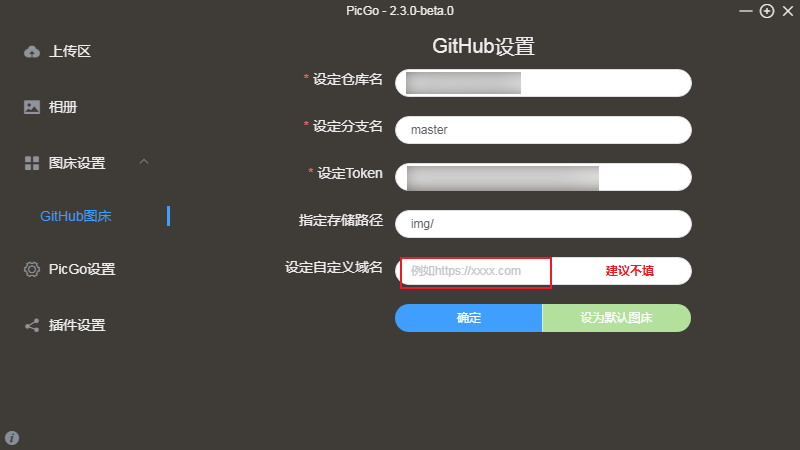 PicGo - 2.3.0-beta.0
上传区
相册
图床设置
GitHub图床
PicGo设置
插件设置
GitHub设置
* 设定仓库名
* 设定分支名
master
* 设定Token
指定存储路径
img/
设定自定义域名
例如https://xxxx.com
建议不填
确定
设为默认图床